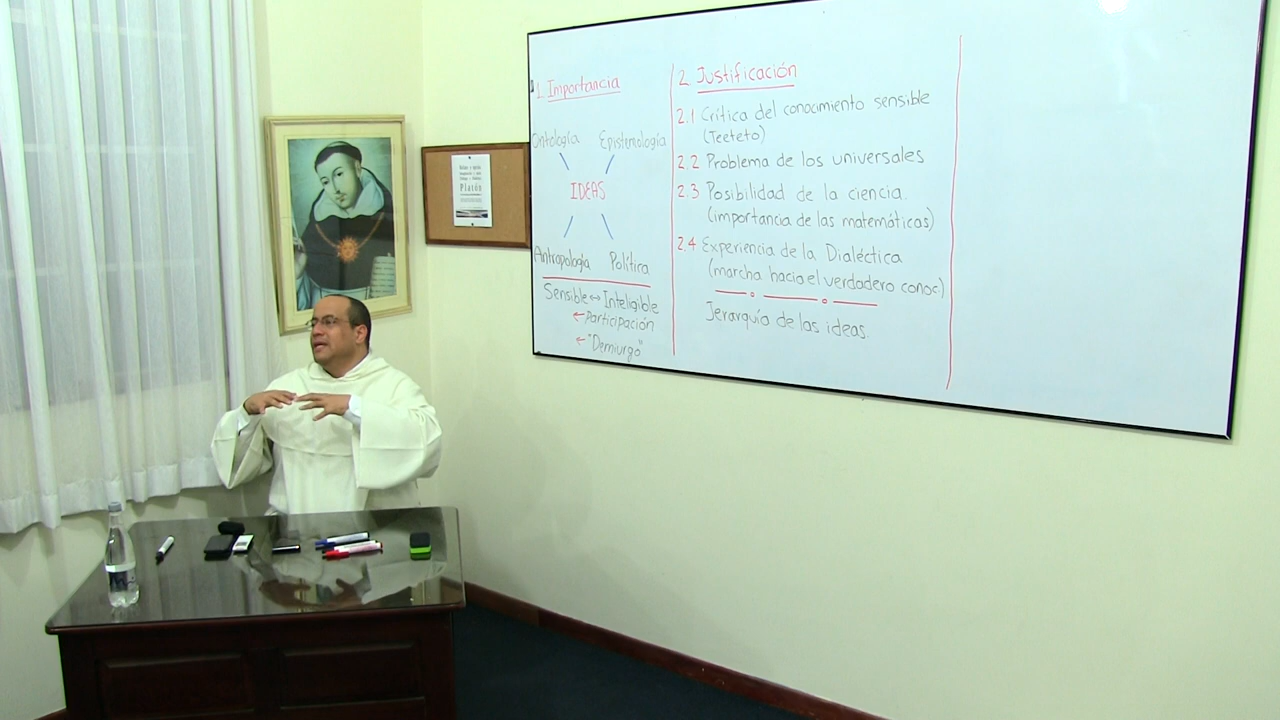 Platón
1. Importancia
Ontología Epistemología
IDEAS
Antropología Política
Sensible ↔ Inteligible
← Participación
← "Demiurgo"
2. Justificación
2.1 Crítica del conocimiento sensible
(Teeteto)
2.2 Problema de los universales
2.3 Posibilidad de la ciencia
(importancia de las matemáticas)
2.4 Experiencia de la Dialéctica
(marcha hacia el verdadero conoc)
Jerarquía de las ideas.